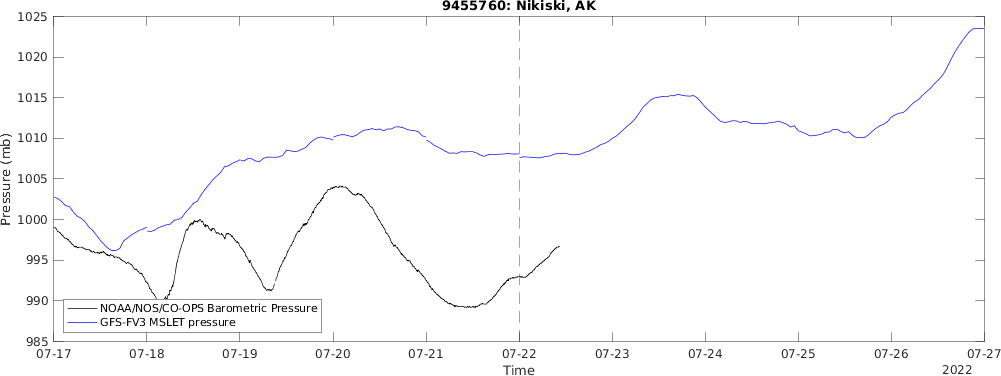 9455760: Nikiski, AK
Pressure (mb)
1025
1020
1015
1010
1005
1000
995
990
985
NOAA/NOS/CO-OPS Barometric Pressure
GFS-FV3 MSLET pressure
07-17 07-18 07-19 07-20 07-21 07-22 07-23 07-24 07-25 07-26 07-27
Time
2022